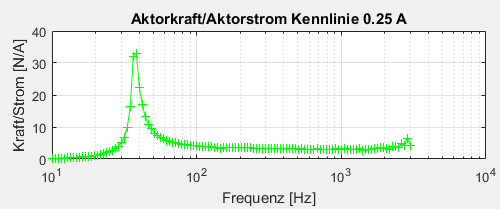 Aktorkraft/Aktorstrom Kennlinie 0.25 A
Kraft/Strom [N/A]
40
30
20
10
0
10^1 10^2 10^3 10^4
Frequenz [Hz]